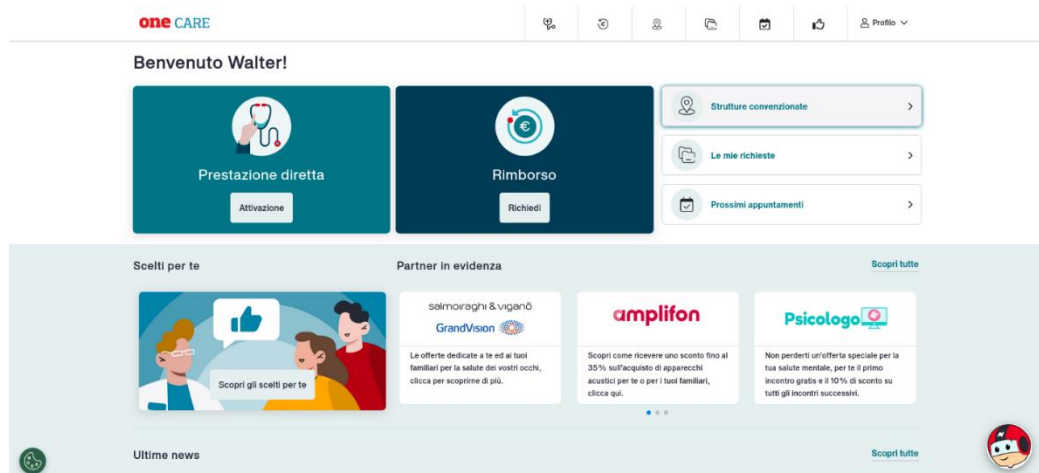 one CARE
Profilo
Benvenuto Walter!
Prestazione diretta
Attivazione
Rimborso
Richiedi
Strutture convenzionate
Le mie richieste
Prossimi appuntamenti
Scelti per te
Scopri gli scelti per te
Partner in evidenza
Scopri tutte
salmoiraghi & viganò
GrandVision
Le offerte dedicate a te ed ai tuoi
familiari per la salute dei vostri occhi,
clicca per scoprirne di più.
amplifon
Scopri come ricevere uno sconto fino al
35% sull'acquisto di apparecchi
acustici per te o per i tuoi familiari,
clicca qui.
Psicologo
Non perderti un'offerta speciale per la
tua salute mentale, per te il primo
incontro gratis e il 10% di sconto su
tutti gli incontri successivi.
Ultime news
Scopri tutte